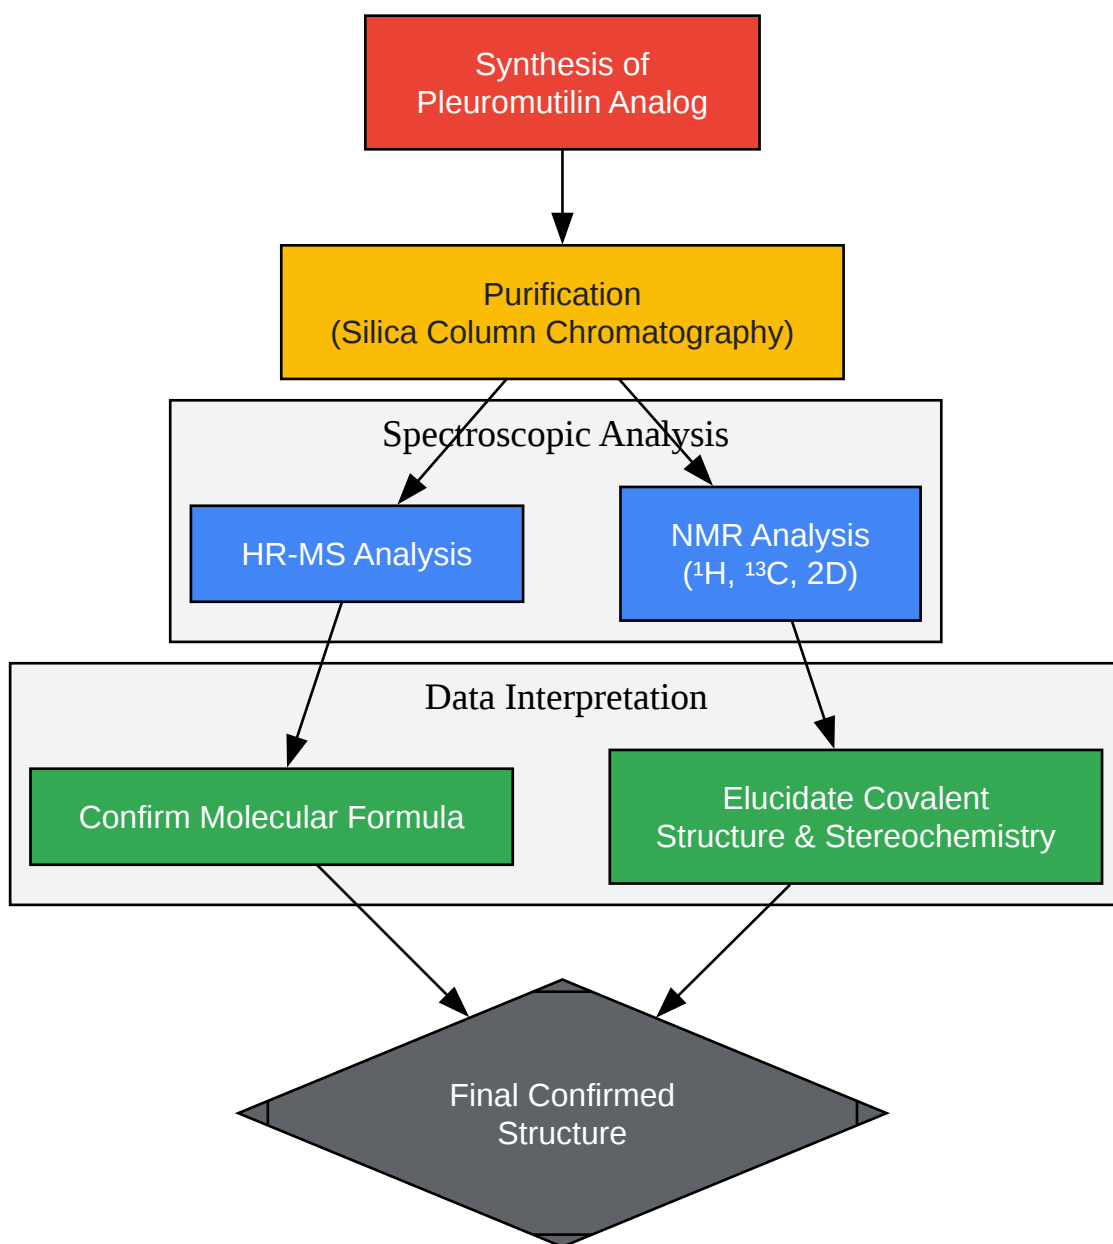 Synthesis of
Pleuromutilin Analog
Purification
(Silica Column Chromatography)
Spectroscopic Analysis
HR-MS Analysis
NMR Analysis
(¹H, ¹³C, 2D)
Data Interpretation
Confirm Molecular Formula
Elucidate Covalent
Structure & Stereochemistry
Final Confirmed
Structure